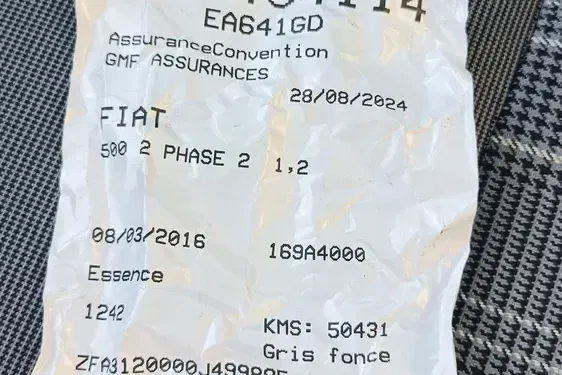 EA641GD
AssuranceConvention
GMF ASSURANCES
28/08/2024
FIAT
500 2 PHASE 2 1,2
08/03/2016 169A4000
Essence
1242
KMS: 50431
Gris fonce